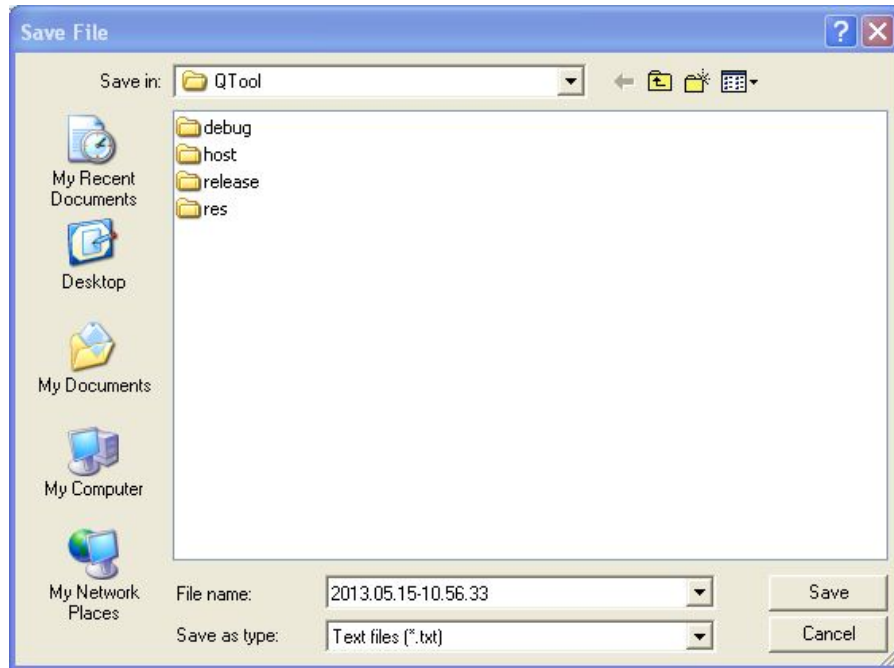 Save File
Save in:
QTool
My Recent
Documents
Desktop
My Documents
My Computer
My Network
Places
debug
host
release
res
File name:
2013.05.15-10.56.33
Save
Save as type:
Text files (*.txt)
Cancel